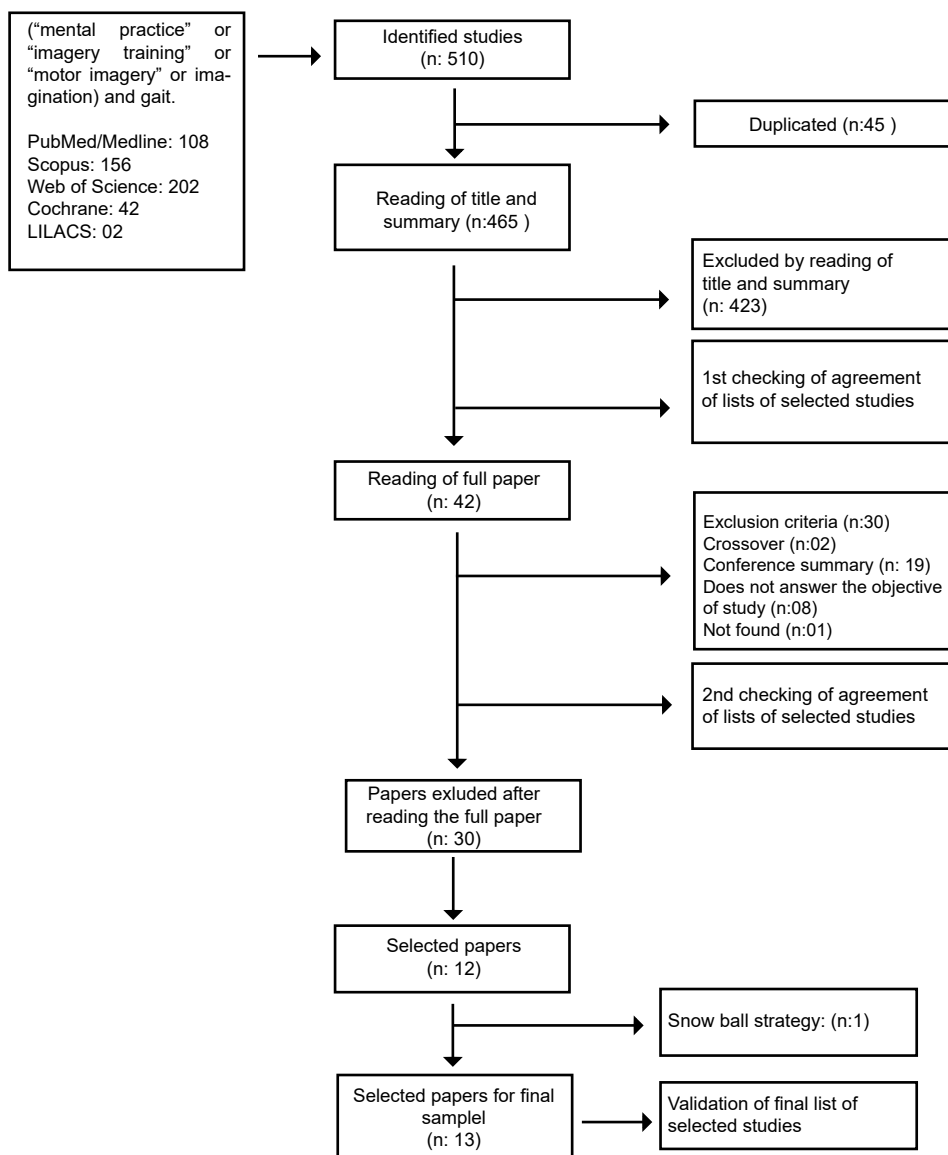 (“mental practice” or
“imagery training” or
“motor imagery” or ima-
gination) and gait.
PubMed/Medline: 108
Scopus: 156
Web of Science: 202
Cochrane: 42
LILACS: 02
Identified studies
(n: 510)
Duplicated (n:45 )
Reading of title and
summary (n:465 )
Excluded by reading of
title and summary
(n: 423)
1st checking of agreement
of lists of selected studies
Reading of full paper
(n: 42)
Exclusion criteria (n:30)
Crossover (n:02)
Conference summary (n: 19)
Does not answer the objective
of study (n:08)
Not found (n:01)
2nd checking of agreement
of lists of selected studies
Papers exluded after
reading the full paper
(n: 30)
Selected papers
(n: 12)
Snow ball strategy: (n:1)
Selected papers for final
samplel
(n: 13)
Validation of final list of
selected studies